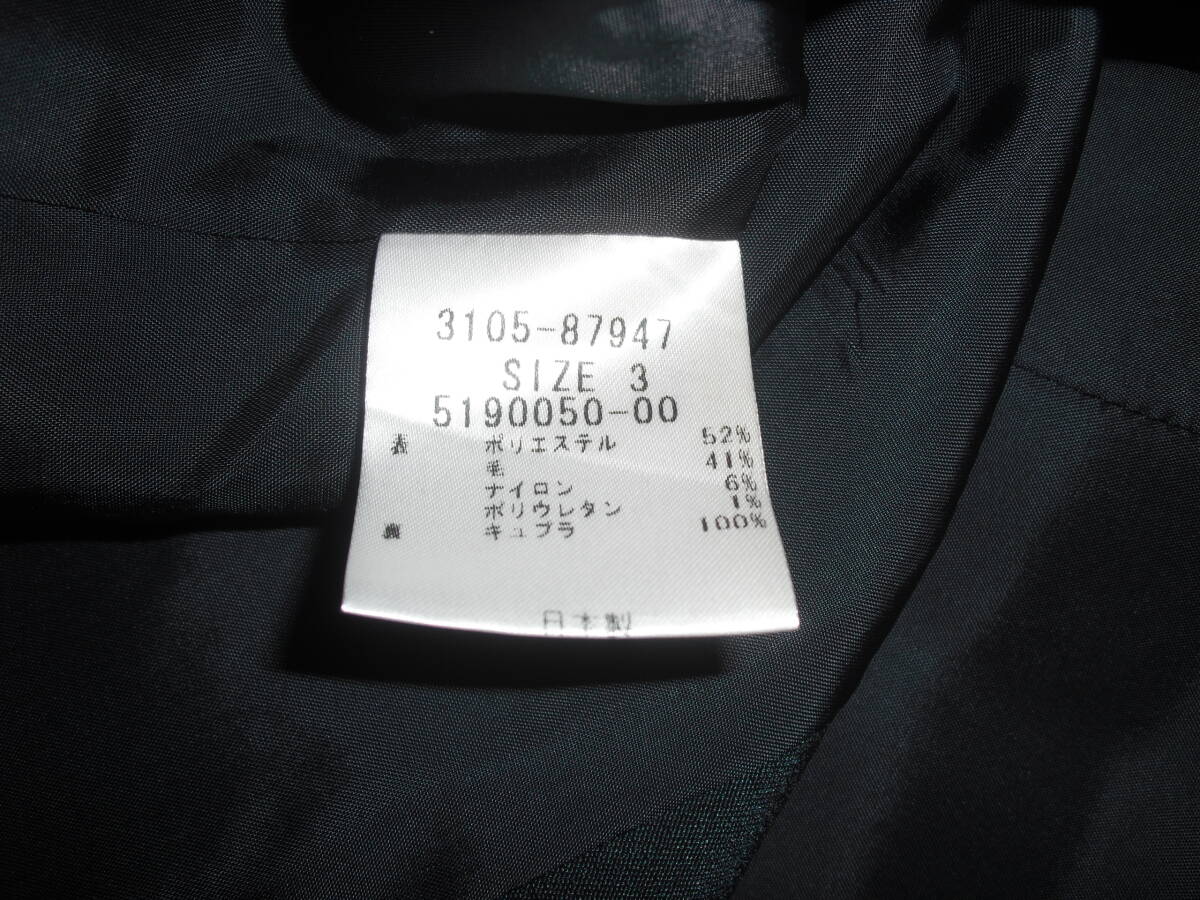 3105-87947
SIZE 3
5190050-00
表 ポリエステル 52%
毛 41%
ナイロン 6%
ポリウレタン 1%
裏 キュプラ 100%
日本製